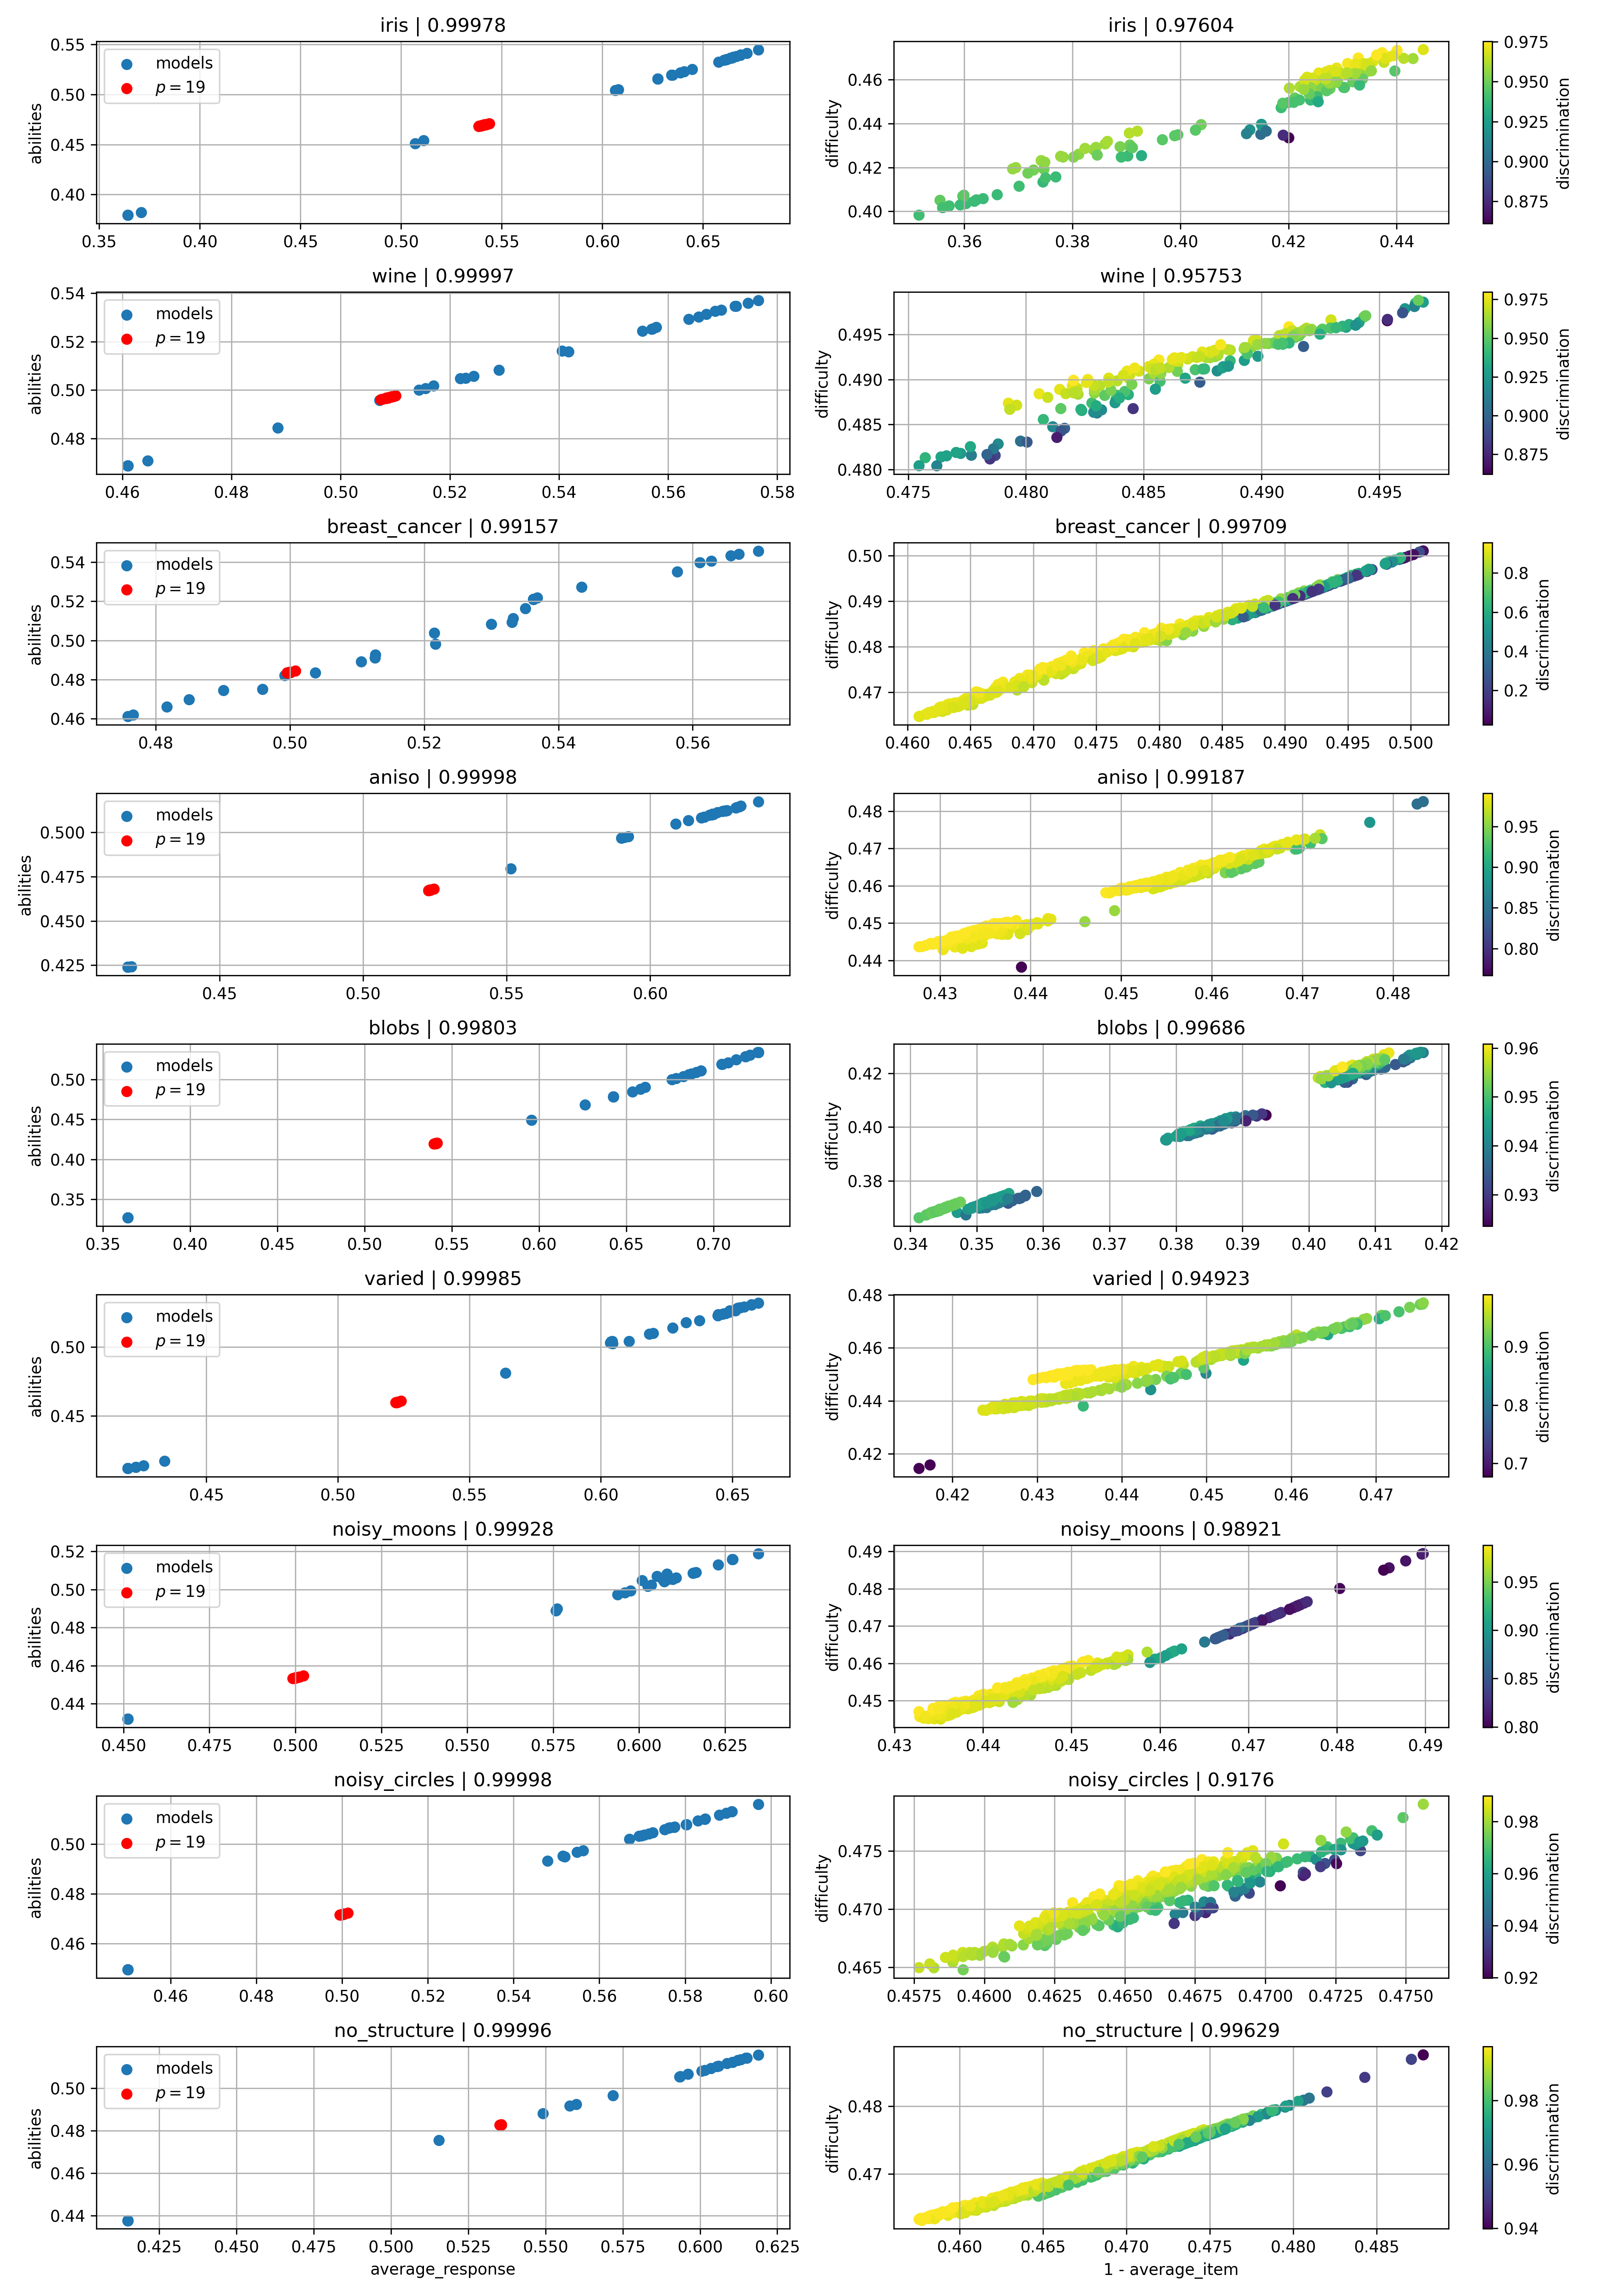 iris | 0.99978
abilities
0.55
0.50
0.45
0.40
models
p = 19
0.35 0.40 0.45 0.50 0.55 0.60 0.65
iris | 0.97604
difficulty
0.46
0.44
0.42
0.40
0.36 0.38 0.40 0.42 0.44
0.975
0.950
0.925
0.900
0.875
discrimination
wine | 0.99997
abilities
0.54
0.52
0.50
0.48
models
p = 19
0.46 0.48 0.50 0.52 0.54 0.56 0.58
wine | 0.95753
difficulty
0.495
0.490
0.485
0.480
0.475 0.480 0.485 0.490 0.495
0.975
0.950
0.925
0.900
0.875
discrimination
breast_cancer | 0.99157
abilities
0.54
0.52
0.50
0.48
0.46
models
p = 19
0.48 0.50 0.52 0.54 0.56
breast_cancer | 0.99709
difficulty
0.50
0.49
0.48
0.47
0.460 0.465 0.470 0.475 0.480 0.485 0.490 0.495 0.500
0.8
0.6
0.4
0.2
discrimination
aniso | 0.99998
abilities
0.500
0.475
0.450
0.425
models
p = 19
0.45 0.50 0.55 0.60
aniso | 0.99187
difficulty
0.48
0.47
0.46
0.45
0.44
0.43 0.44 0.45 0.46 0.47 0.48
0.95
0.90
0.85
0.80
discrimination
blobs | 0.99803
abilities
0.50
0.45
0.40
0.35
models
p = 19
0.35 0.40 0.45 0.50 0.55 0.60 0.65 0.70
blobs | 0.99686
difficulty
0.42
0.40
0.38
0.34 0.35 0.36 0.37 0.38 0.39 0.40 0.41 0.42
0.96
0.95
0.94
0.93
discrimination
varied | 0.99985
abilities
0.50
0.45
models
p = 19
0.45 0.50 0.55 0.60 0.65
varied | 0.94923
difficulty
0.48
0.46
0.44
0.42
0.42 0.43 0.44 0.45 0.46 0.47
0.9
0.8
0.7
discrimination
noisy_moons | 0.99928
abilities
0.52
0.50
0.48
0.46
0.44
models
p = 19
0.450 0.475 0.500 0.525 0.550 0.575 0.600 0.625
noisy_moons | 0.98921
difficulty
0.49
0.48
0.47
0.46
0.45
0.43 0.44 0.45 0.46 0.47 0.48 0.49
0.95
0.90
0.85
0.80
discrimination
noisy_circles | 0.99998
abilities
0.50
0.48
0.46
models
p = 19
0.46 0.48 0.50 0.52 0.54 0.56 0.58 0.60
noisy_circles | 0.9176
difficulty
0.475
0.470
0.465
0.4575 0.4600 0.4625 0.4650 0.4675 0.4700 0.4725 0.4750
0.98
0.96
0.94
0.92
discrimination
no_structure | 0.99996
abilities
0.50
0.48
0.46
0.44
models
p = 19
0.425 0.450 0.475 0.500 0.525 0.550 0.575 0.600 0.625
average_response
no_structure | 0.99629
difficulty
0.48
0.47
0.460 0.465 0.470 0.475 0.480 0.485
1 - average_item
0.98
0.96
0.94
discrimination